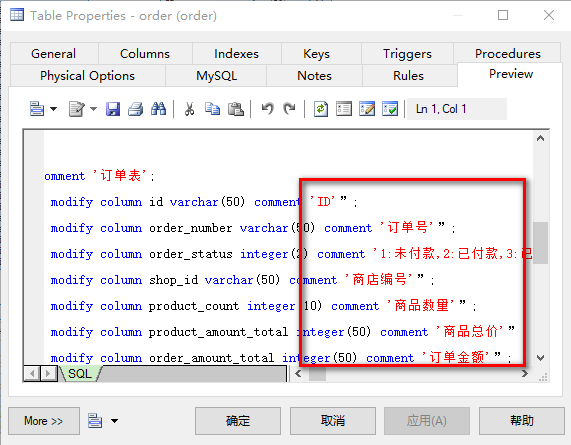 Table Properties - order (order)
General Columns Indexes Keys Triggers Procedures
Physical Options MySQL Notes Rules Preview
Ln 1, Col 1
omment '订单表';
modify column id varchar(50) comment 'ID'”;
modify column order_number varchar(50) comment '订单号'”;
modify column order_status integer(2) comment '1:未付款,2:已付款,3:已
modify column shop_id varchar(50) comment '商店编号'”;
modify column product_count integer(10) comment '商品数量'”;
modify column product_amount_total integer(50) comment '商品总价'”
modify column order_amount_total integer(50) comment '订单金额'”;
SQL
More >> 确定 取消 应用(A) 帮助